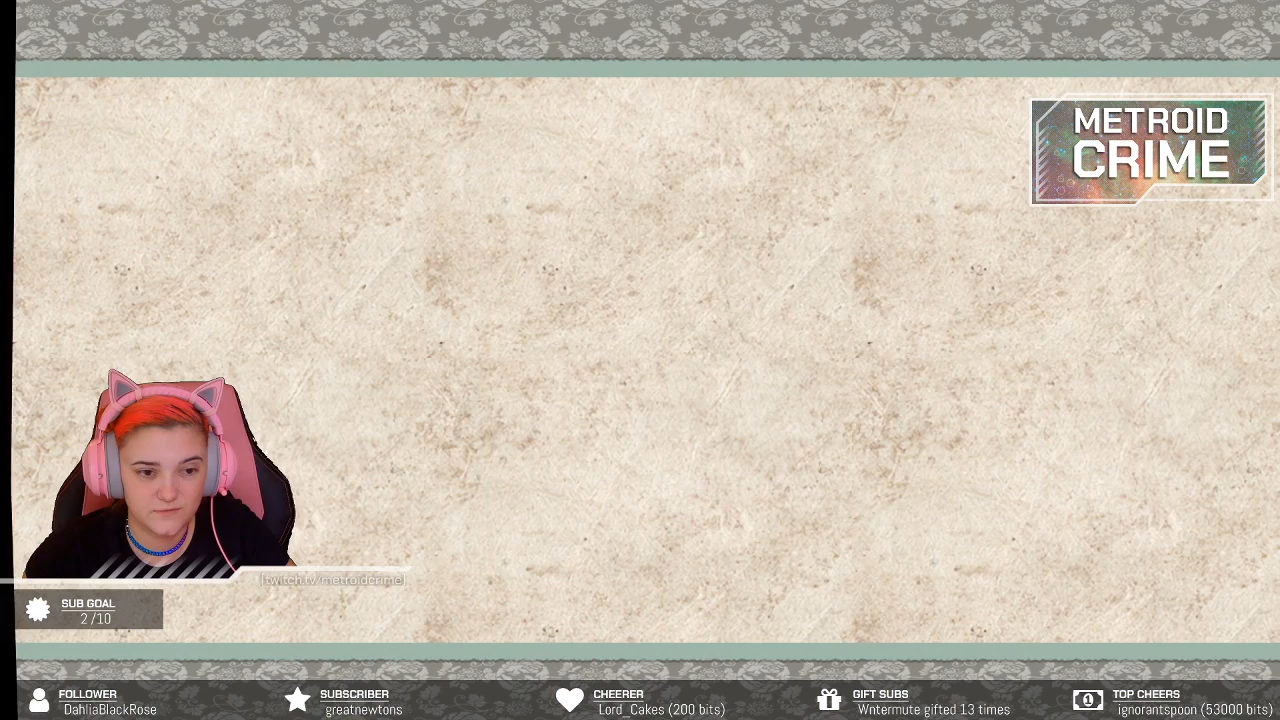 METROID
CRIME
[twitch.tv/metroidcrime]
SUB GOAL
2 /10
FOLLOWER
DahliaBlackRose
SUBSCRIBER
greatnewtons
CHEERER
Lord_Cakes (200 bits)
GIFT SUBS
Wntermute gifted 13 times
1
TOP CHEERS
ignorantspoon (53000 bits)